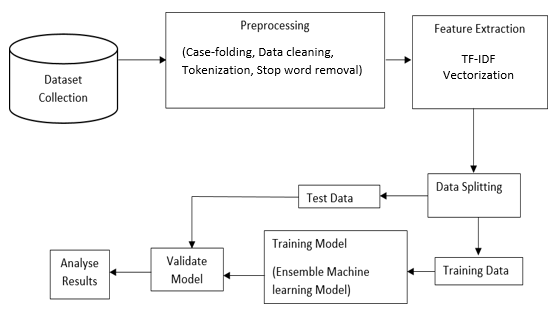 Dataset
Collection
Preprocessing
(Case-folding, Data cleaning,
Tokenization, Stop word removal)
Feature Extraction
TF-IDF
Vectorization
Data Splitting
Test Data
Training Data
Training Model
(Ensemble Machine
learning Model)
Validate
Model
Analyse
Results